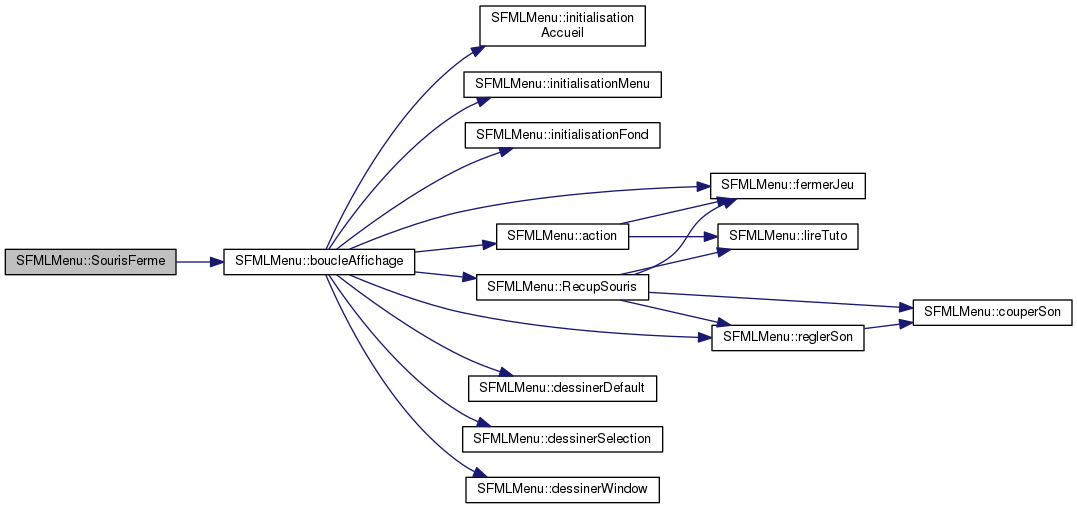 SFMLMenu::SourisFerme
SFMLMenu::boucleAffichage
SFMLMenu::initialisation
Accueil
SFMLMenu::initialisationMenu
SFMLMenu::initialisationFond
SFMLMenu::fermerJeu
SFMLMenu::action
SFMLMenu::lireTuto
SFMLMenu::RecupSouris
SFMLMenu::couperSon
SFMLMenu::reglerSon
SFMLMenu::dessinerDefault
SFMLMenu::dessinerSelection
SFMLMenu::dessinerWindow